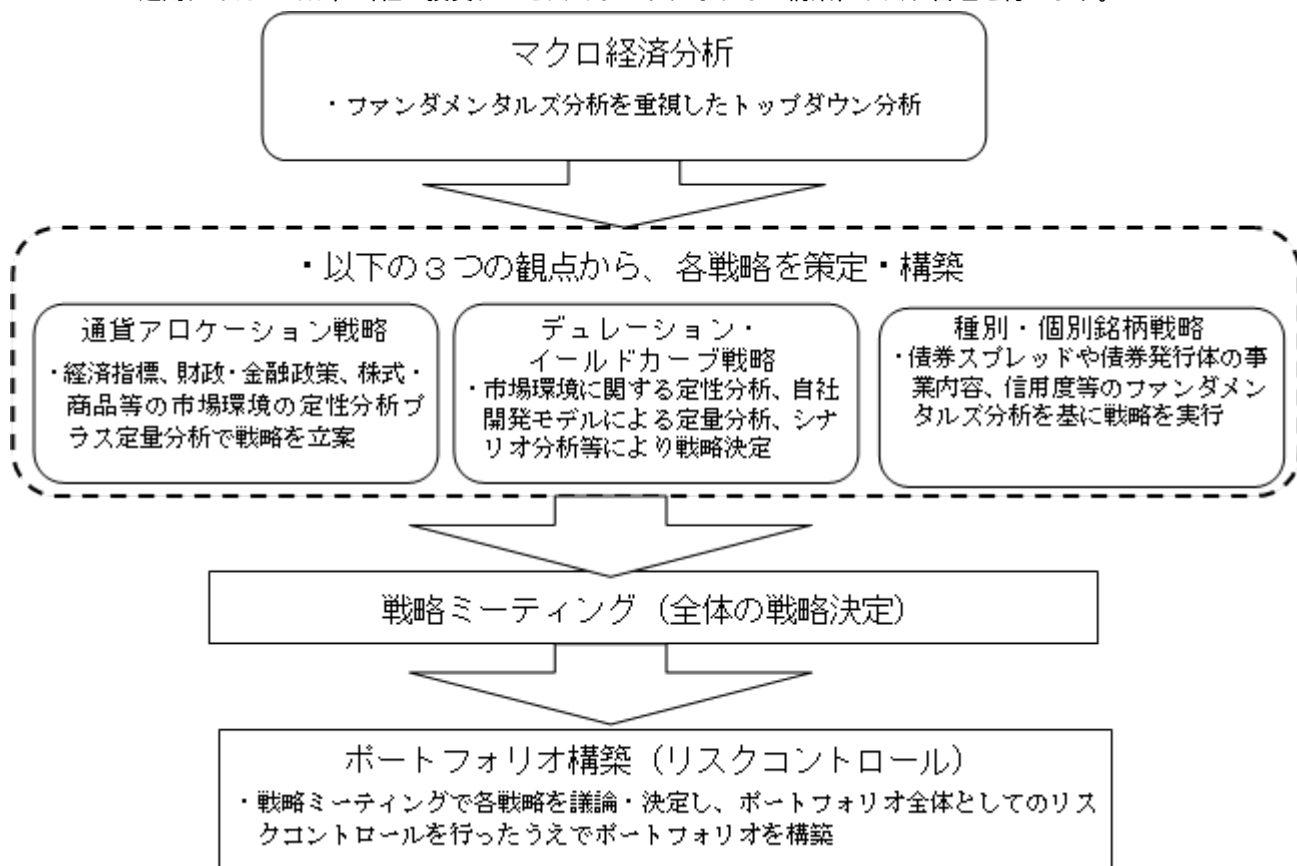 マクロ経済分析
・ファンダメンタルズ分析を重視したトップダウン分析
・以下の３つの観点から、各戦略を策定・構築
通貨アロケーション戦略
・経済指標、財政・金融政策、株式・
商品等の市場環境の定性分析プ
ラス定量分析で戦略を立案
デュレーション・
イールドカーブ戦略
・市場環境に関する定性分析、自社
開発モデルによる定量分析、シナ
リオ分析等により戦略決定
種別・個別銘柄戦略
・債券スプレッドや債券発行体の事
業内容、信用度等のファンダメン
タルズ分析を基に戦略を実行
戦略ミーティング（全体の戦略決定）
ポートフォリオ構築（リスクコントロール）
・戦略ミーティングで各戦略を議論・決定し、ポートフォリオ全体としてのリス
クコントロールを行ったうえでポートフォリオを構築